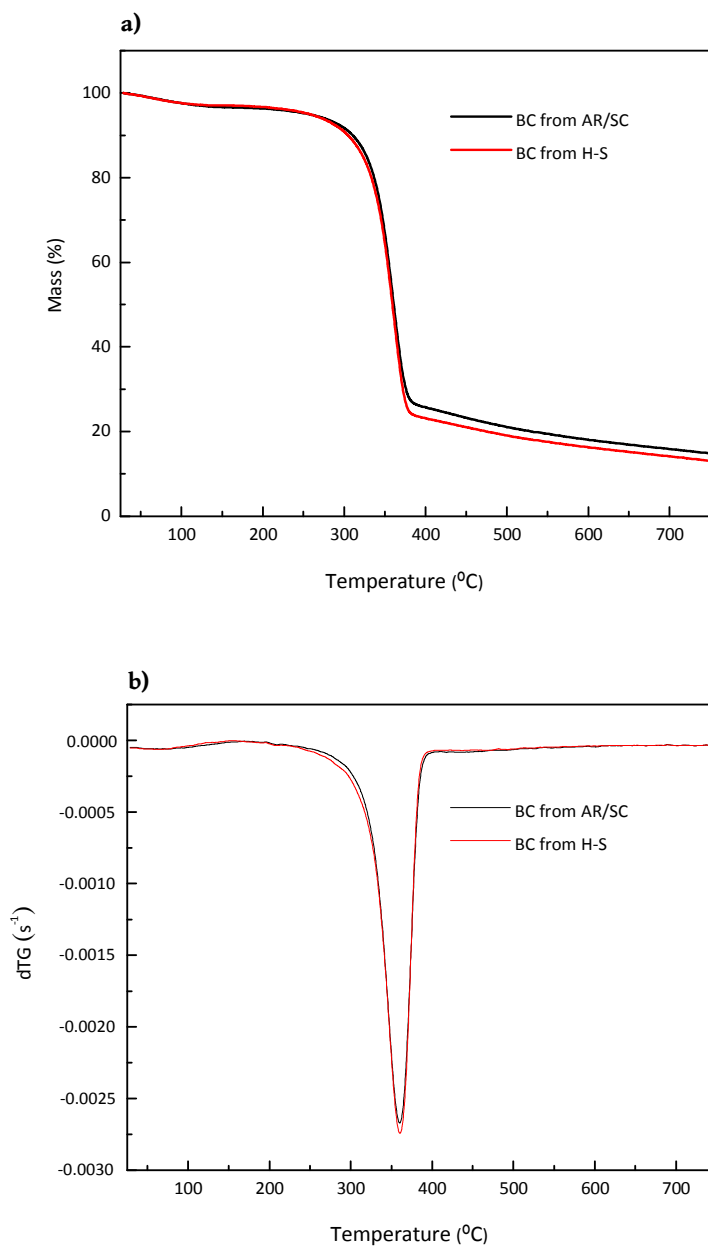 a)
100
80
60
40
20
0
Mass (%)
BC from AR/SC
BC from H-S
100 200 300 400 500 600 700
Temperature (⁰C)
b)
0.0000
-0.0005
-0.0010
-0.0015
-0.0020
-0.0025
-0.0030
dTG (s⁻¹)
BC from AR/SC
BC from H-S
100 200 300 400 500 600 700
Temperature (⁰C)